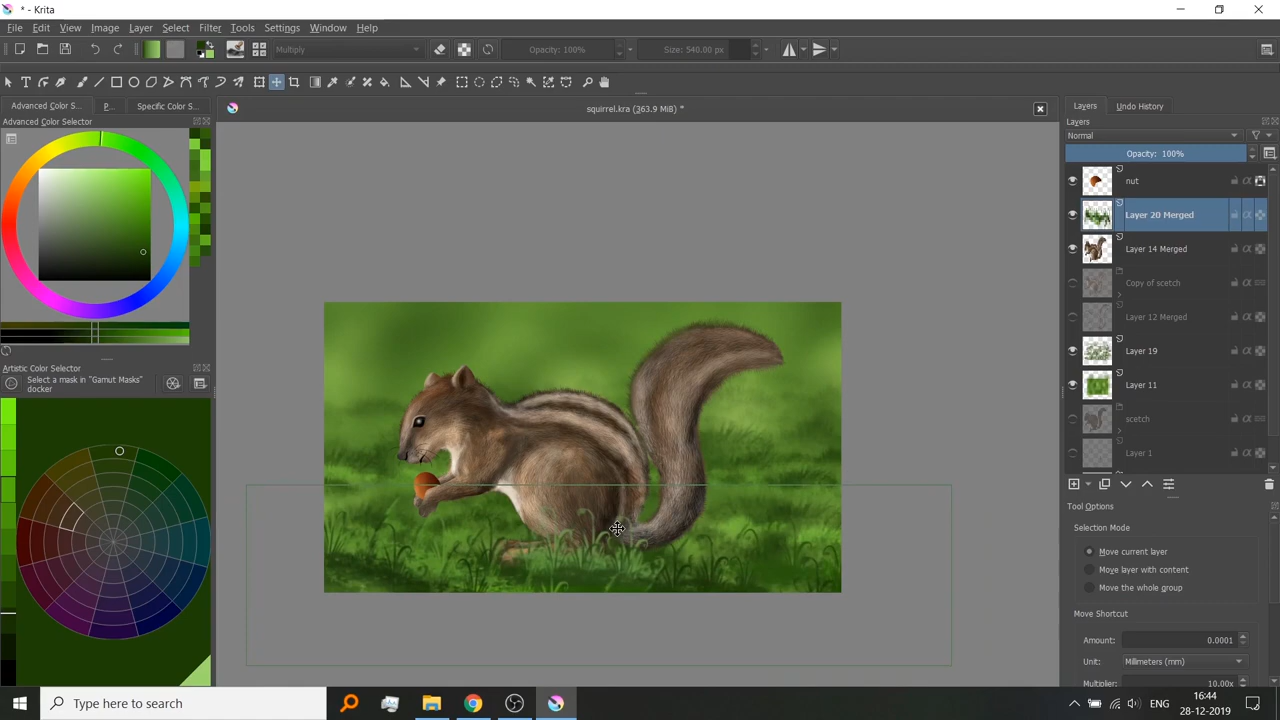 * - Krita
File Edit View Image Layer Select Filter Tools Settings Window Help
Multiply Opacity: 100% Size: 540.00 px
squirrel.kra (363.9 MiB) *
Advanced Color S... P... Specific Color S...
Advanced Color Selector
Artistic Color Selector
Select a mask in "Gamut Masks"
docker
Layers Undo History
Layers
Normal
Opacity: 100%
nut
Layer 20 Merged
Layer 14 Merged
Copy of scetch
Layer 12 Merged
Layer 19
Layer 11
scetch
Layer 1
Tool Options
Selection Mode
Move current layer
Move layer with content
Move the whole group
Move Shortcut
Amount: 0.0001
Unit: Millimeters (mm)
Multiplier: 10.00x
Type here to search
ENG
16:44
28-12-2019